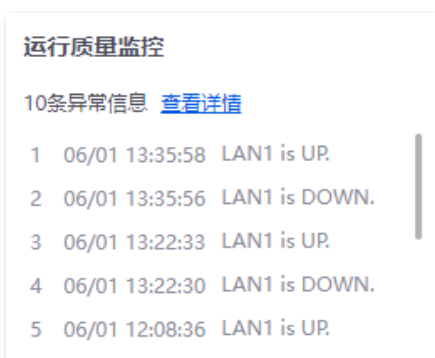 运行质量监控
10条异常信息 查看详情
1 06/01 13:35:58 LAN1 is UP.
2 06/01 13:35:56 LAN1 is DOWN.
3 06/01 13:22:33 LAN1 is UP.
4 06/01 13:22:30 LAN1 is DOWN.
5 06/01 12:08:36 LAN1 is UP.